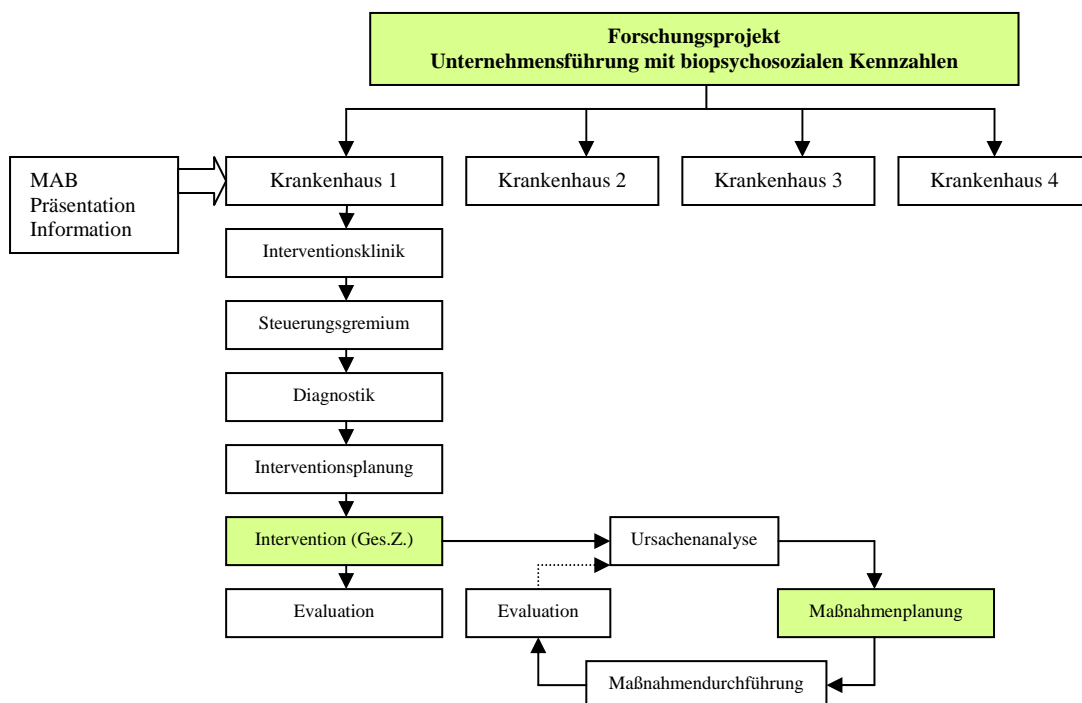 Forschungsprojekt
Unternehmensführung mit biopsychosozialen Kennzahlen
MAB
Präsentation
Information
Krankenhaus 1
Krankenhaus 2
Krankenhaus 3
Krankenhaus 4
Interventionsklinik
Steuerungsgremium
Diagnostik
Interventionsplanung
Intervention (Ges.Z.)
Ursachenanalyse
Evaluation
Evaluation
Maßnahmenplanung
Maßnahmendurchführung